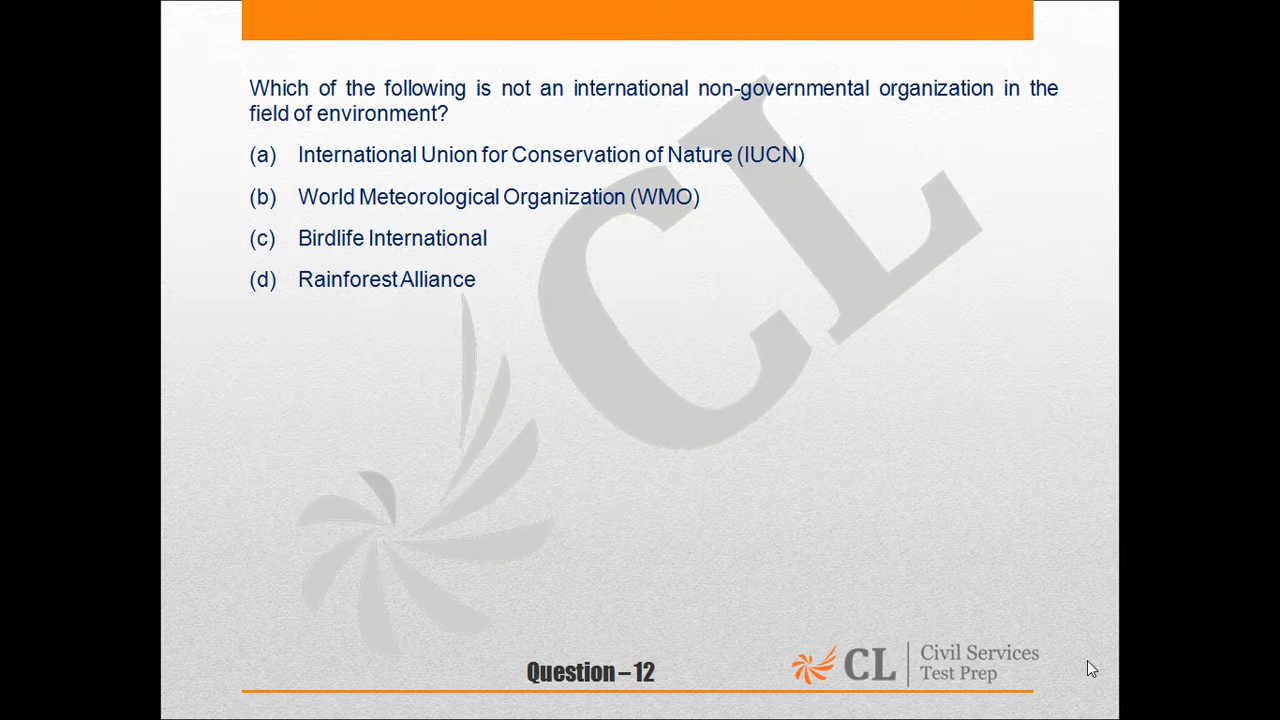 Which of the following is not an international non-governmental organization in the
field of environment?
(a) International Union for Conservation of Nature (IUCN)
(b) World Meteorological Organization (WMO)
(c) Birdlife International
(d) Rainforest Alliance
CL
Question – 12
CL
Civil Services
Test Prep